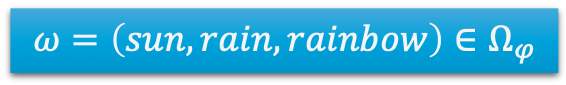 ω = (sun, rain, rainbow) ∈ Ω_φ